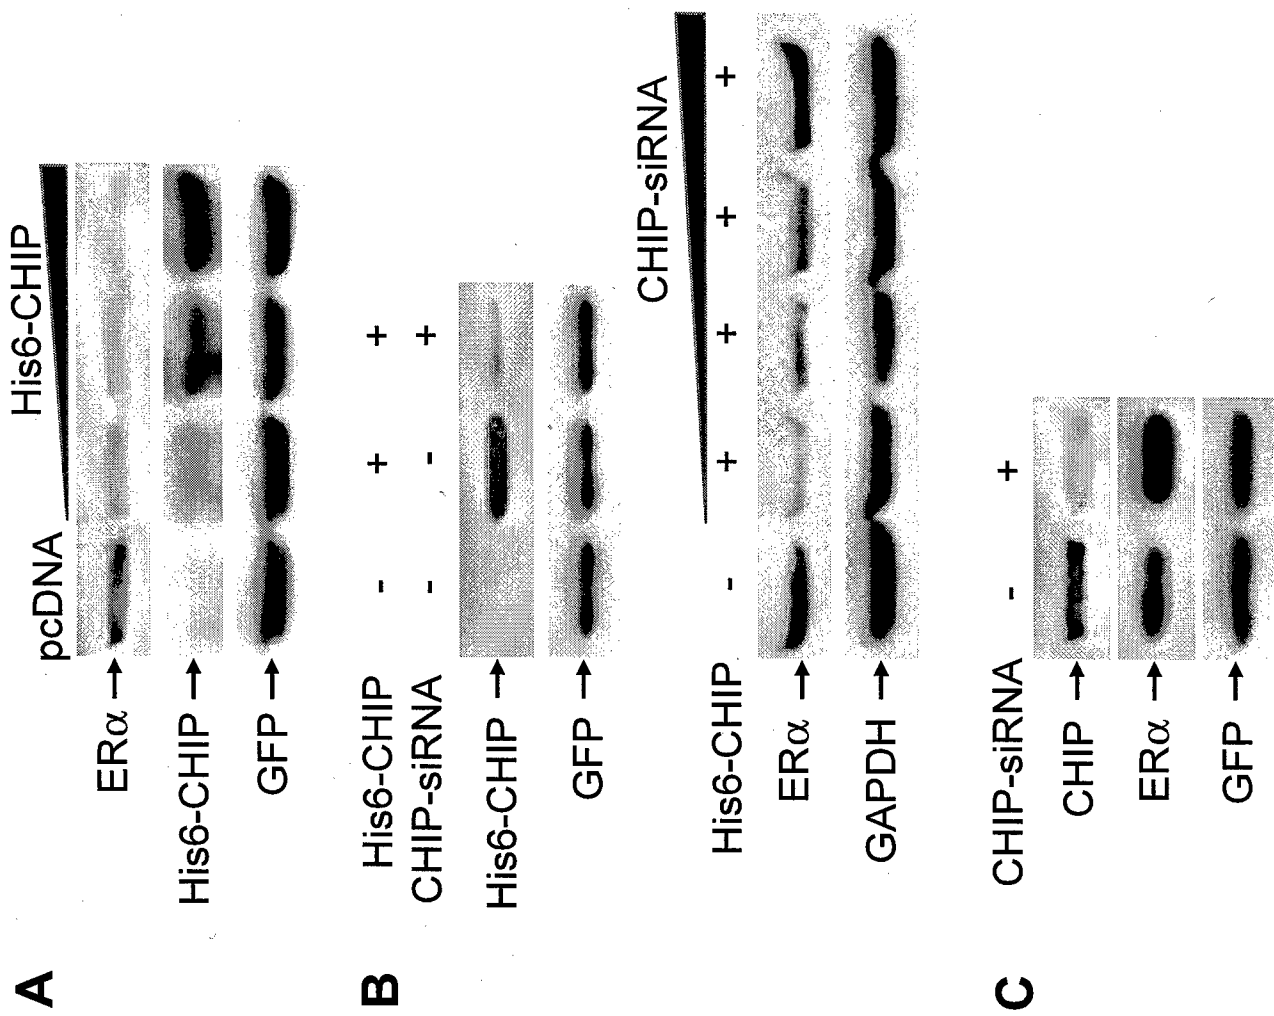 A
pcDNA His6-CHIP
ERα →
His6-CHIP →
GFP →
B
His6-CHIP - + +
CHIP-siRNA - - +
His6-CHIP →
GFP →
CHIP-siRNA
His6-CHIP - + + + +
ERα →
GAPDH →
C
CHIP-siRNA - +
CHIP →
ERα →
GFP →